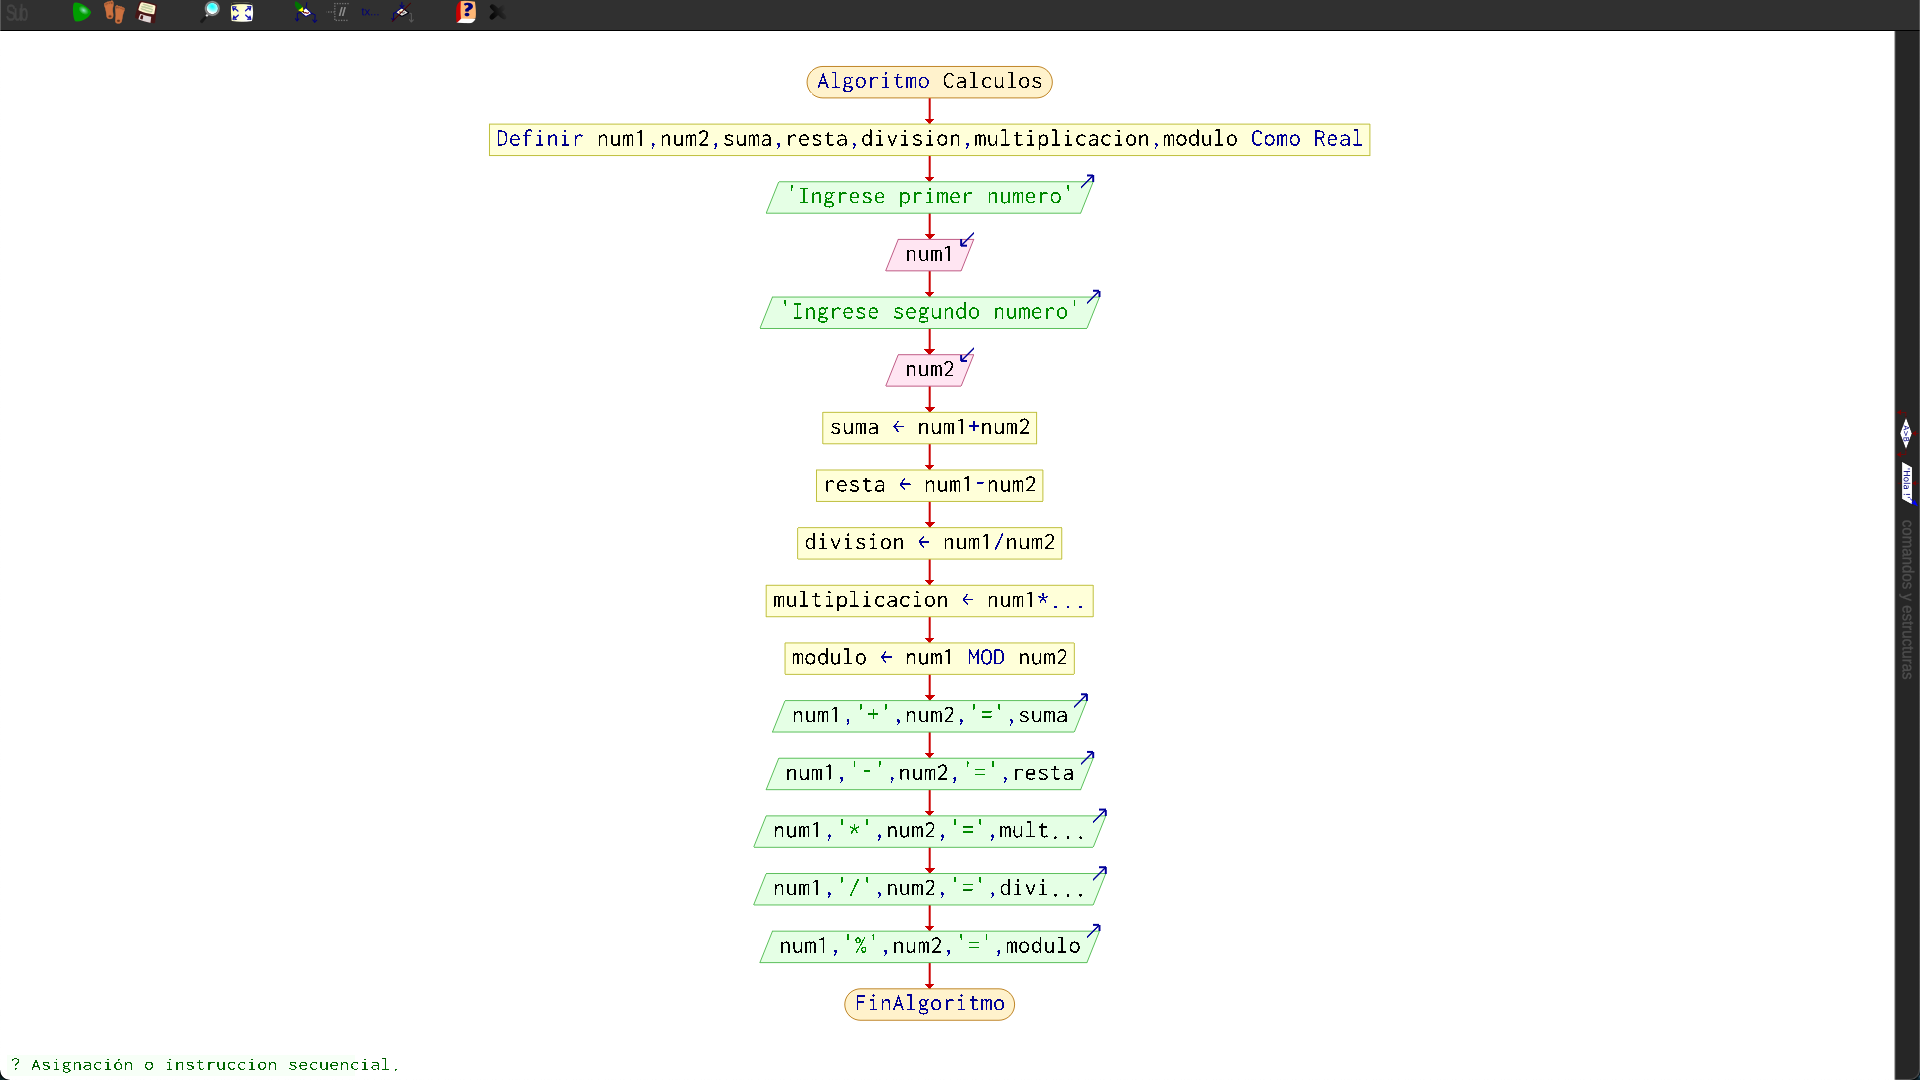 Sub
Algoritmo Calculos
Definir num1,num2,suma,resta,division,multiplicacion,modulo Como Real
'Ingrese primer numero'
num1
'Ingrese segundo numero'
num2
suma ← num1+num2
resta ← num1-num2
division ← num1/num2
multiplicacion ← num1*...
modulo ← num1 MOD num2
num1,'+',num2,'=',suma
num1,'-',num2,'=',resta
num1,'*',num2,'=',mult...
num1,'/',num2,'=',divi...
num1,'%',num2,'=',modulo
FinAlgoritmo
? Asignación o instruccion secuencial.
A>B
'Hola !'
comandos y estructuras